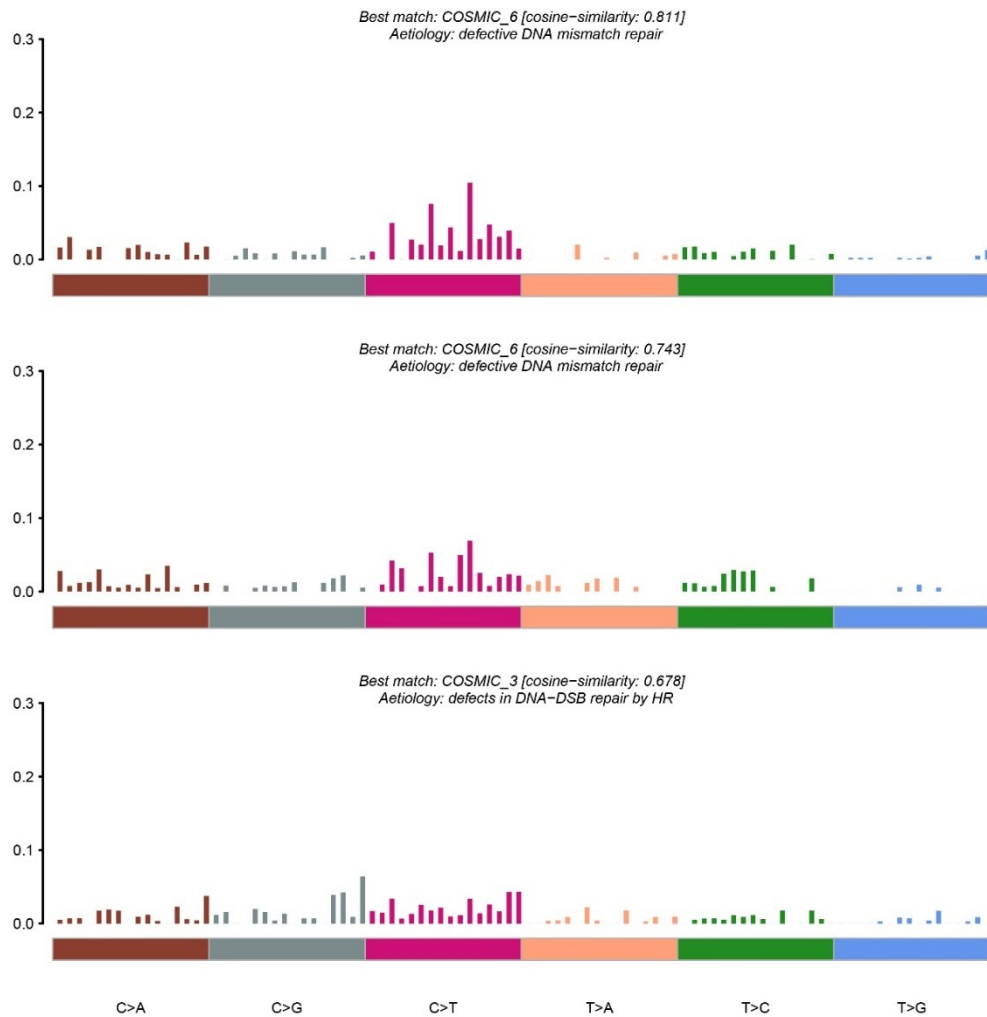 Best match: COSMIC_6 [cosine−similarity: 0.811]
Aetiology: defective DNA mismatch repair
0.3
0.2
0.1
0.0
Best match: COSMIC_6 [cosine−similarity: 0.743]
Aetiology: defective DNA mismatch repair
0.3
0.2
0.1
0.0
Best match: COSMIC_3 [cosine−similarity: 0.678]
Aetiology: defects in DNA−DSB repair by HR
0.3
0.2
0.1
0.0
C>A C>G C>T T>A T>C T>G